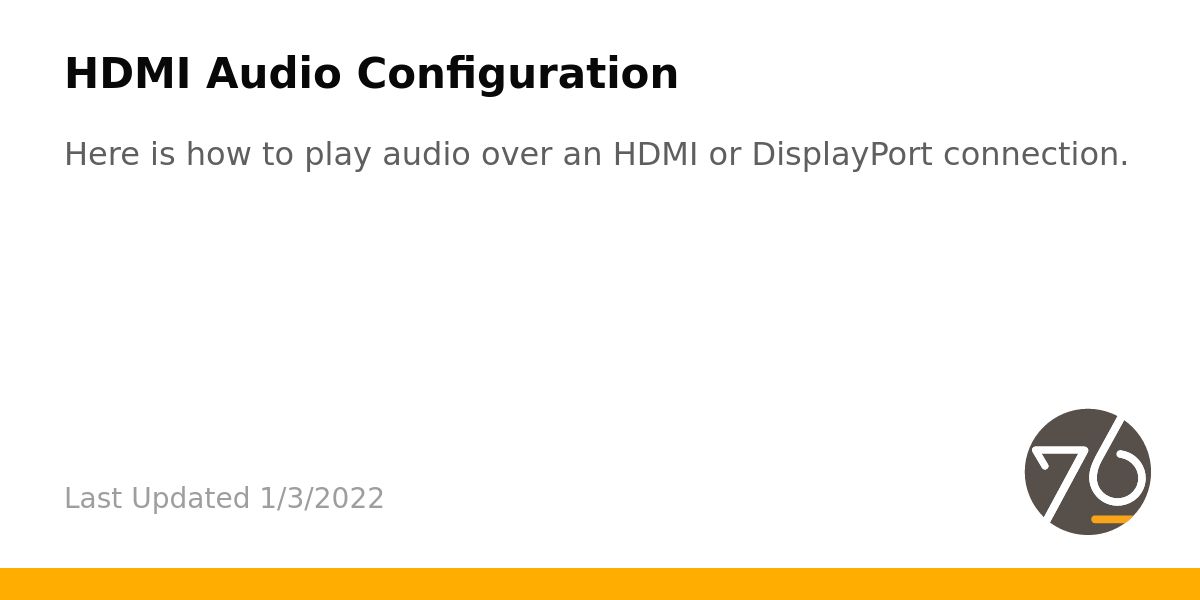 HDMI Audio Configuration
Here is how to play audio over an HDMI or DisplayPort connection.
Last Updated 1/3/2022
76